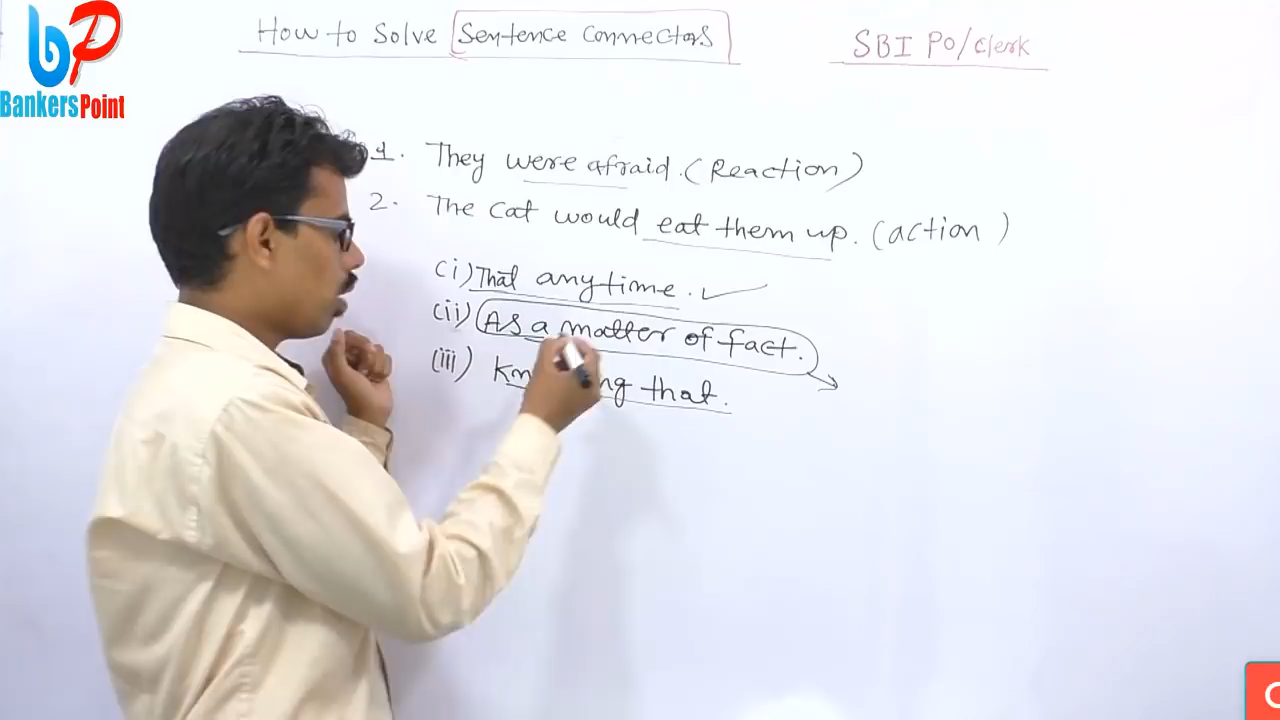 How to Solve Sentence Connectors
SBI PO/Clerk
BankersPoint
1. They were afraid. (Reaction)
2. The cat would eat them up. (action)
(i) That anytime.
(ii) As a matter of fact.
(iii) that.